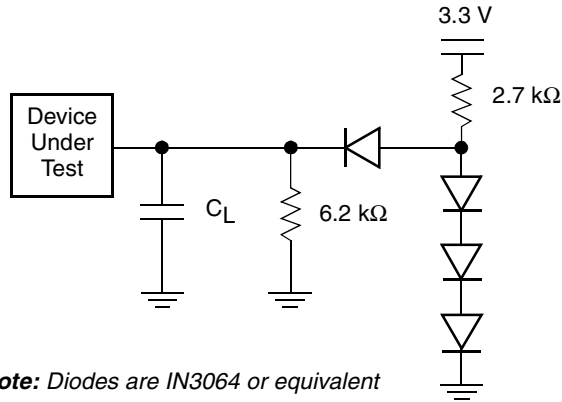 3.3 V
2.7 kΩ
Device
Under
Test
C_L
6.2 kΩ
ote: Diodes are IN3064 or equivalent